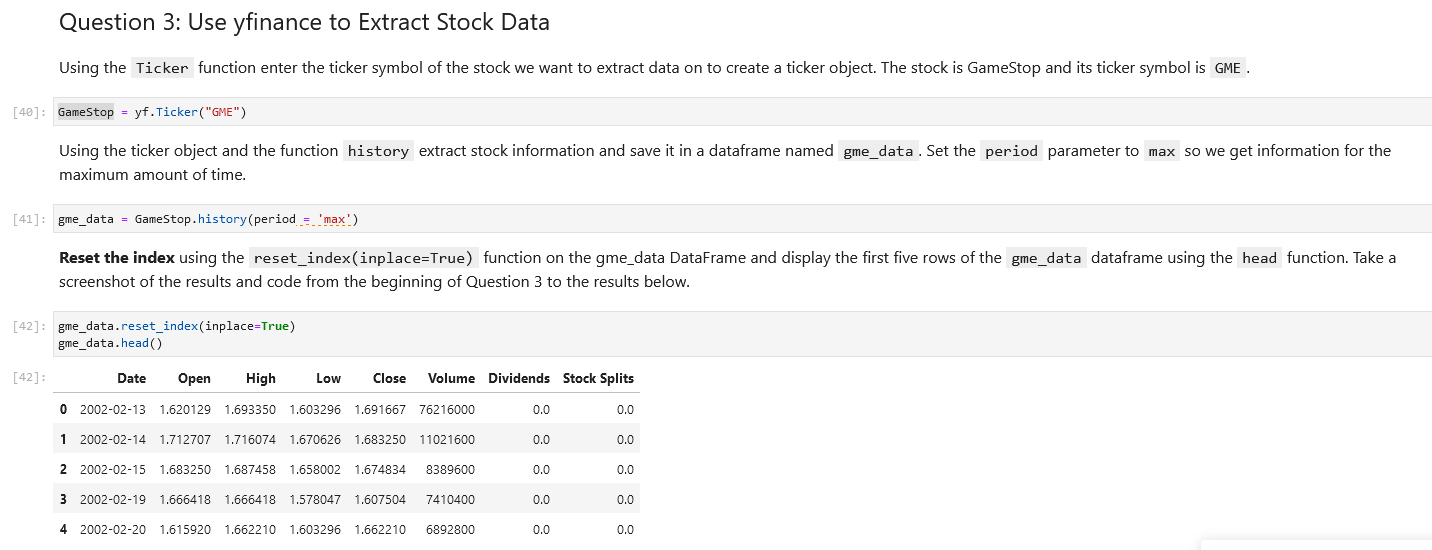 Question 3: Use yfinance to Extract Stock Data
Using the Ticker function enter the ticker symbol of the stock we want to extract data on to create a ticker object. The stock is GameStop and its ticker symbol is GME .
[40]: GameStop = yf.Ticker("GME")
Using the ticker object and the function history extract stock information and save it in a dataframe named gme_data . Set the period parameter to max so we get information for the
maximum amount of time.
[41]: gme_data = GameStop.history(period = 'max')
Reset the index using the reset_index(inplace=True) function on the gme_data DataFrame and display the first five rows of the gme_data dataframe using the head function. Take a
screenshot of the results and code from the beginning of Question 3 to the results below.
[42]: gme_data.reset_index(inplace=True)
gme_data.head()
[42]: Date Open High Low Close Volume Dividends Stock Splits
0 2002-02-13 1.620129 1.693350 1.603296 1.691667 76216000 0.0 0.0
1 2002-02-14 1.712707 1.716074 1.670626 1.683250 11021600 0.0 0.0
2 2002-02-15 1.683250 1.687458 1.658002 1.674834 8389600 0.0 0.0
3 2002-02-19 1.666418 1.666418 1.578047 1.607504 7410400 0.0 0.0
4 2002-02-20 1.615920 1.662210 1.603296 1.662210 6892800 0.0 0.0